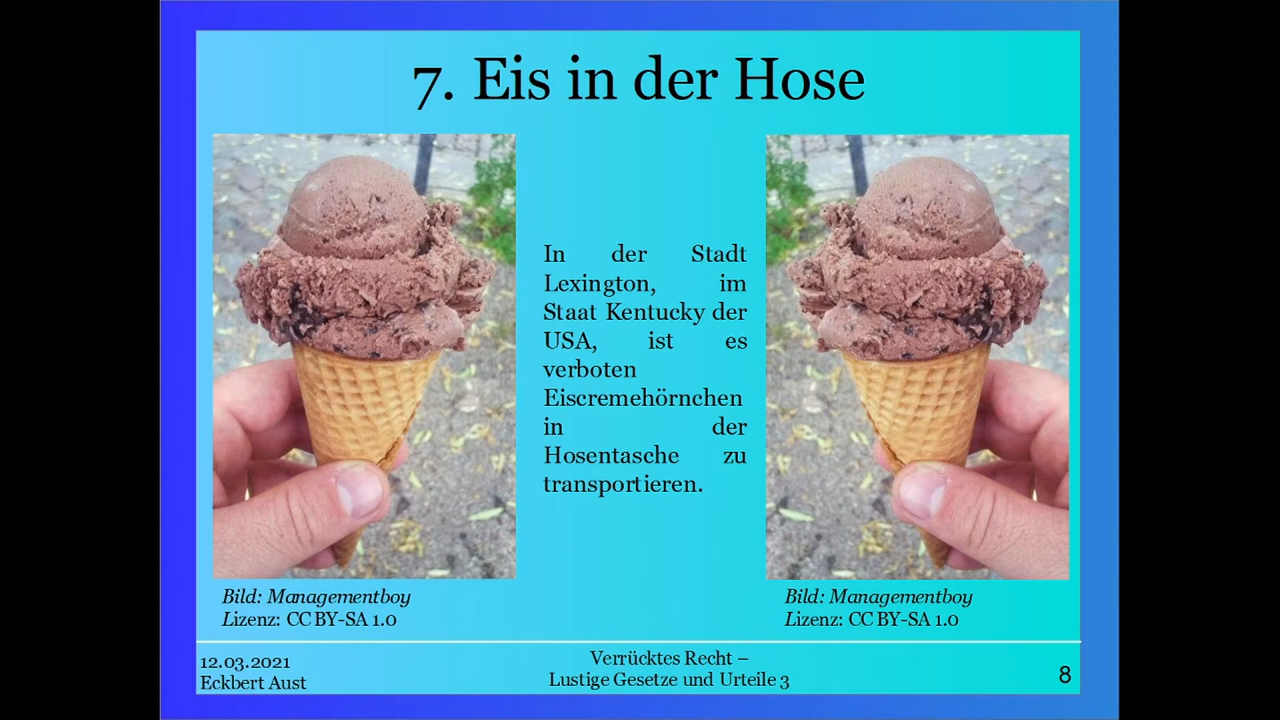 7. Eis in der Hose
In der Stadt
Lexington, im
Staat Kentucky der
USA, ist es
verboten
Eiscremehörnchen
in der
Hosentasche zu
transportieren.
Bild: Managementboy
Lizenz: CC BY-SA 1.0
Bild: Managementboy
Lizenz: CC BY-SA 1.0
12.03.2021
Eckbert Aust
Verrücktes Recht –
Lustige Gesetze und Urteile 3
8